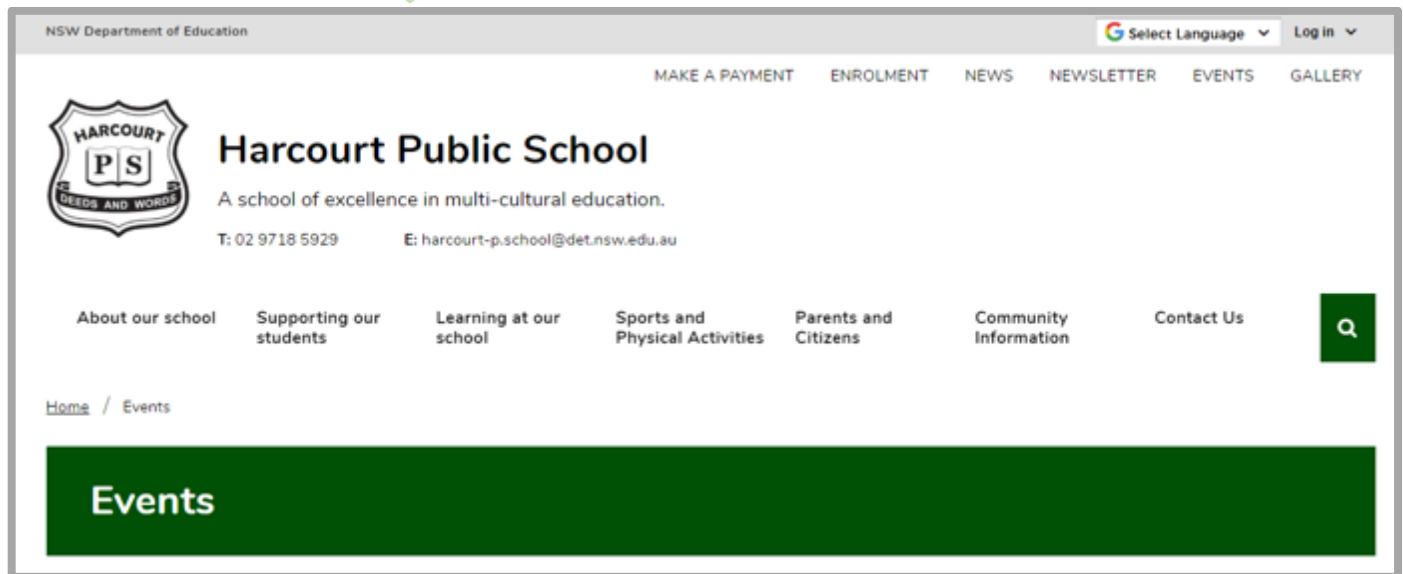 NSW Department of Education
Select Language
Log in
MAKE A PAYMENT ENROLMENT NEWS NEWSLETTER EVENTS GALLERY
HARCOURT
PS
DEEDS AND WORDS
Harcourt Public School
A school of excellence in multi-cultural education.
T: 02 9718 5929 E: harcourt-p.school@det.nsw.edu.au
About our school
Supporting our
students
Learning at our
school
Sports and
Physical Activities
Parents and
Citizens
Community
Information
Contact Us
Home / Events
Events